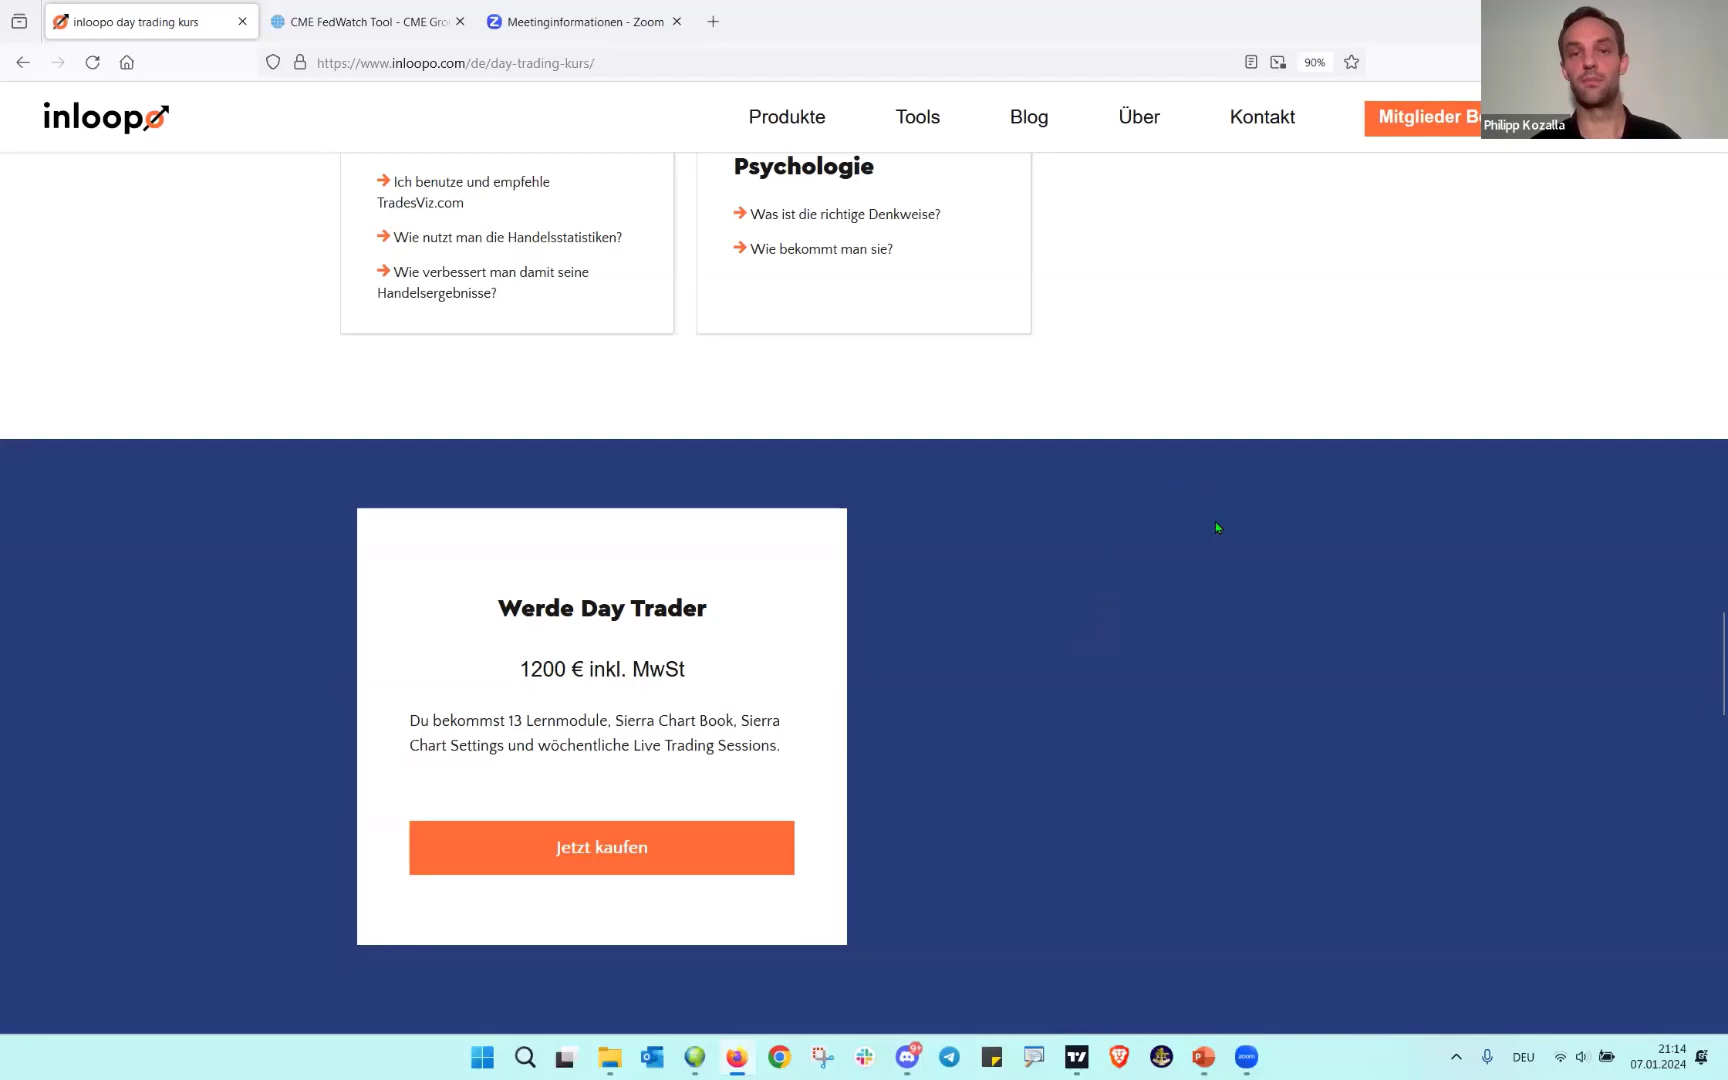 inloopo day trading kurs
CME FedWatch Tool - CME Gro
Meetinginformationen - Zoom
https://www.inloopo.com/de/day-trading-kurs/
90%
inloopo
Produkte
Tools
Blog
Über
Kontakt
Mitglieder Be
Philipp Kozalla
Ich benutze und empfehle
TradesViz.com
Wie nutzt man die Handelsstatistiken?
Wie verbessert man damit seine
Handelsergebnisse?
Psychologie
Was ist die richtige Denkweise?
Wie bekommt man sie?
Werde Day Trader
1200 € inkl. MwSt
Du bekommst 13 Lernmodule, Sierra Chart Book, Sierra
Chart Settings und wöchentliche Live Trading Sessions.
Jetzt kaufen
9+
zoom
DEU
21:14
07.01.2024